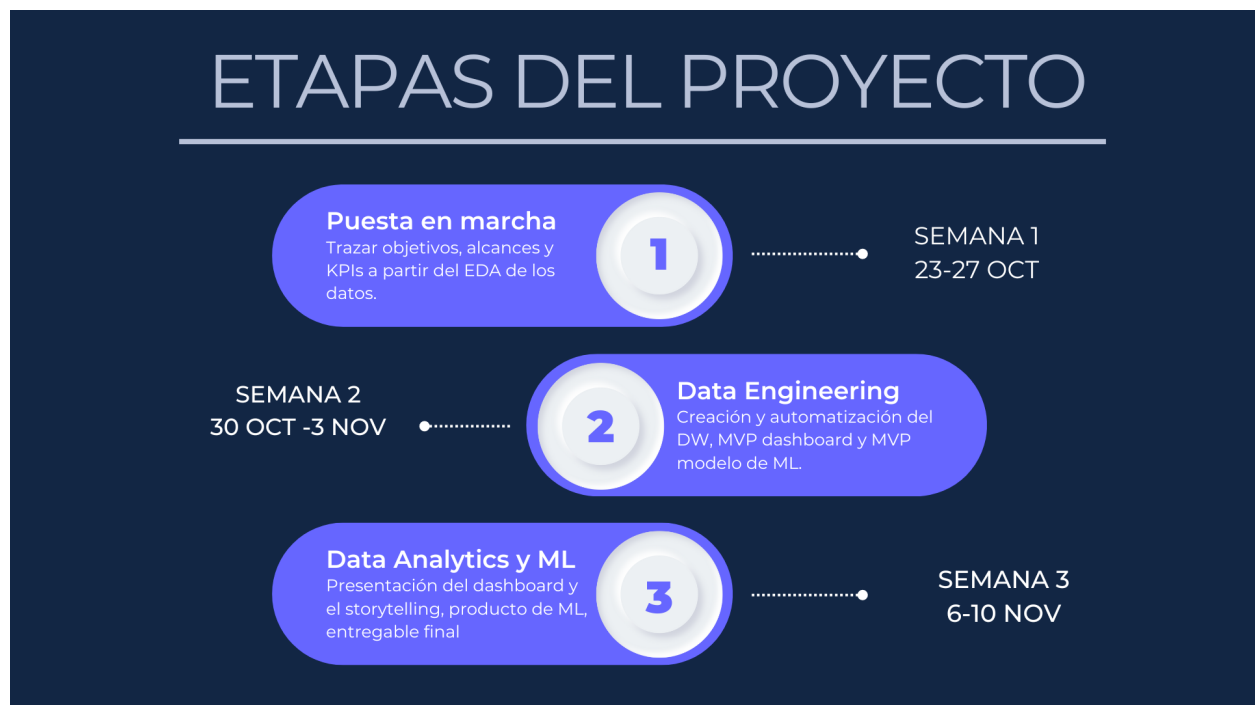 ETAPAS DEL PROYECTO
Puesta en marcha
Trazar objetivos, alcances y
KPIs a partir del EDA de los
datos.
1
SEMANA 1
23-27 OCT
SEMANA 2
30 OCT -3 NOV
2
Data Engineering
Creación y automatización del
DW, MVP dashboard y MVP
modelo de ML.
Data Analytics y ML
Presentación del dashboard y
el storytelling, producto de ML,
entregable final
3
SEMANA 3
6-10 NOV